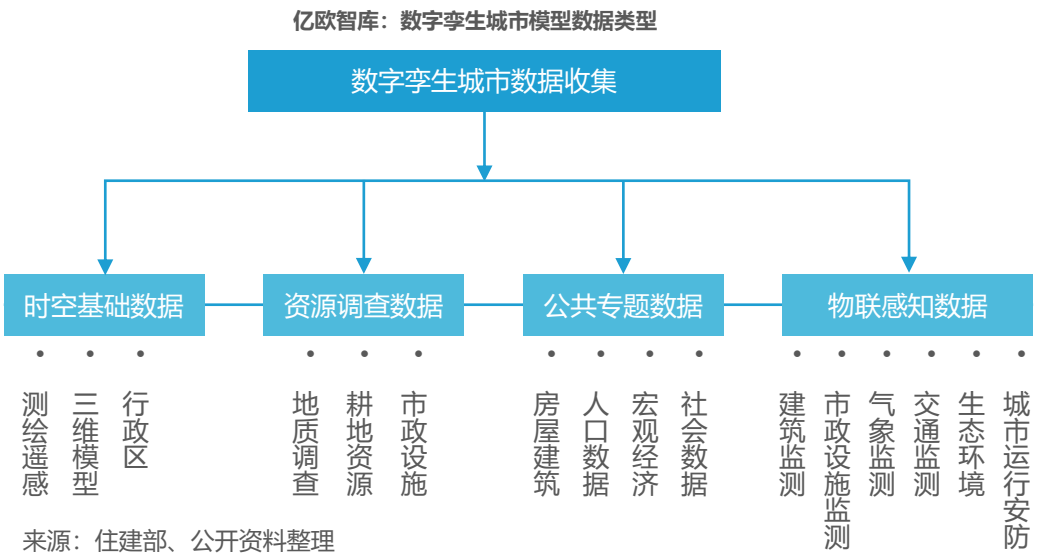 亿欧智库：数字孪生城市模型数据类型
数字孪生城市数据收集
时空基础数据
资源调查数据
公共专题数据
物联感知数据
• 测绘遥感
• 三维模型
• 行政区
• 地质调查
• 耕地资源
• 市政设施
• 房屋建筑
• 人口数据
• 宏观经济
• 社会数据
• 建筑监测
• 市政设施监测
• 气象监测
• 交通监测
• 生态环境
• 城市运行安防
来源：住建部、公开资料整理